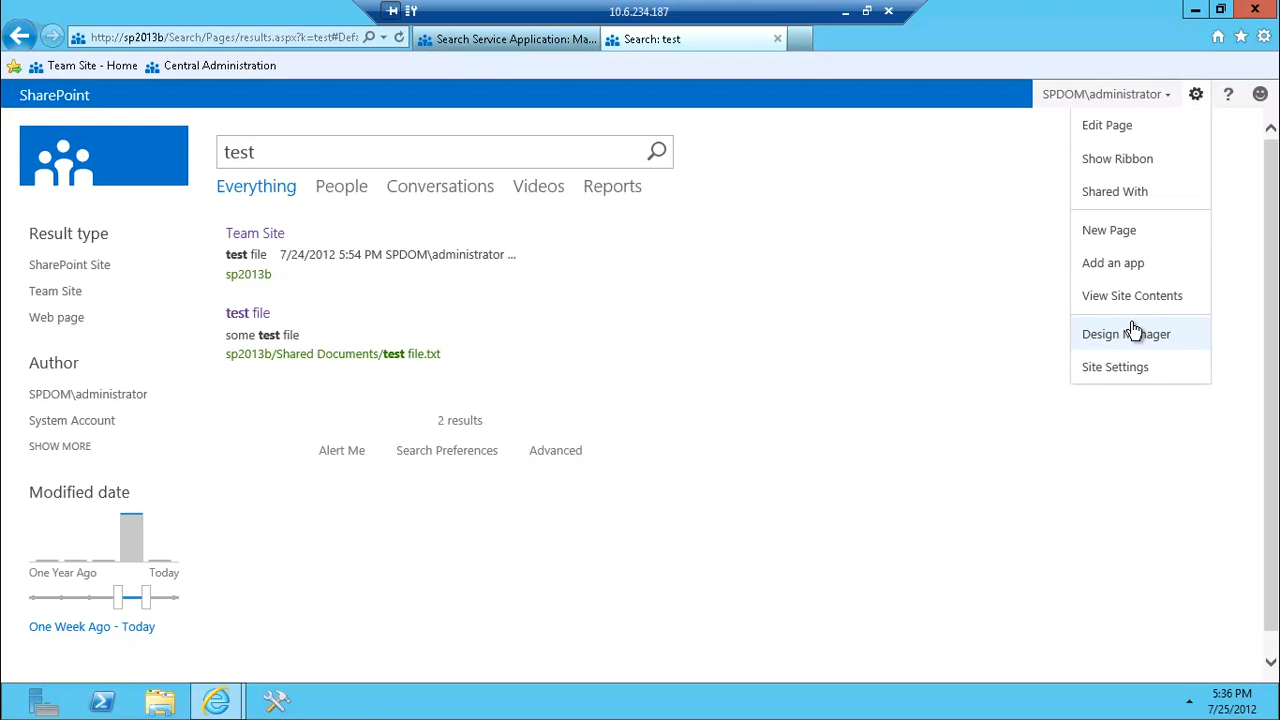 10.6.234.187
http://sp2013b/Search/Pages/results.aspx?k=test#Def:
Search Service Application: Ma...
Search: test
Team Site - Home
Central Administration
SharePoint
SPDOM\administrator
?
test
Everything
People
Conversations
Videos
Reports
Result type
SharePoint Site
Team Site
Web page
Author
SPDOM\administrator
System Account
SHOW MORE
Modified date
One Year Ago
Today
One Week Ago - Today
Team Site
test file 7/24/2012 5:54 PM SPDOM\administrator ...
sp2013b
test file
some test file
sp2013b/Shared Documents/test file.txt
2 results
Alert Me
Search Preferences
Advanced
Edit Page
Show Ribbon
Shared With
New Page
Add an app
View Site Contents
Design Manager
Site Settings
5:36 PM
7/25/2012